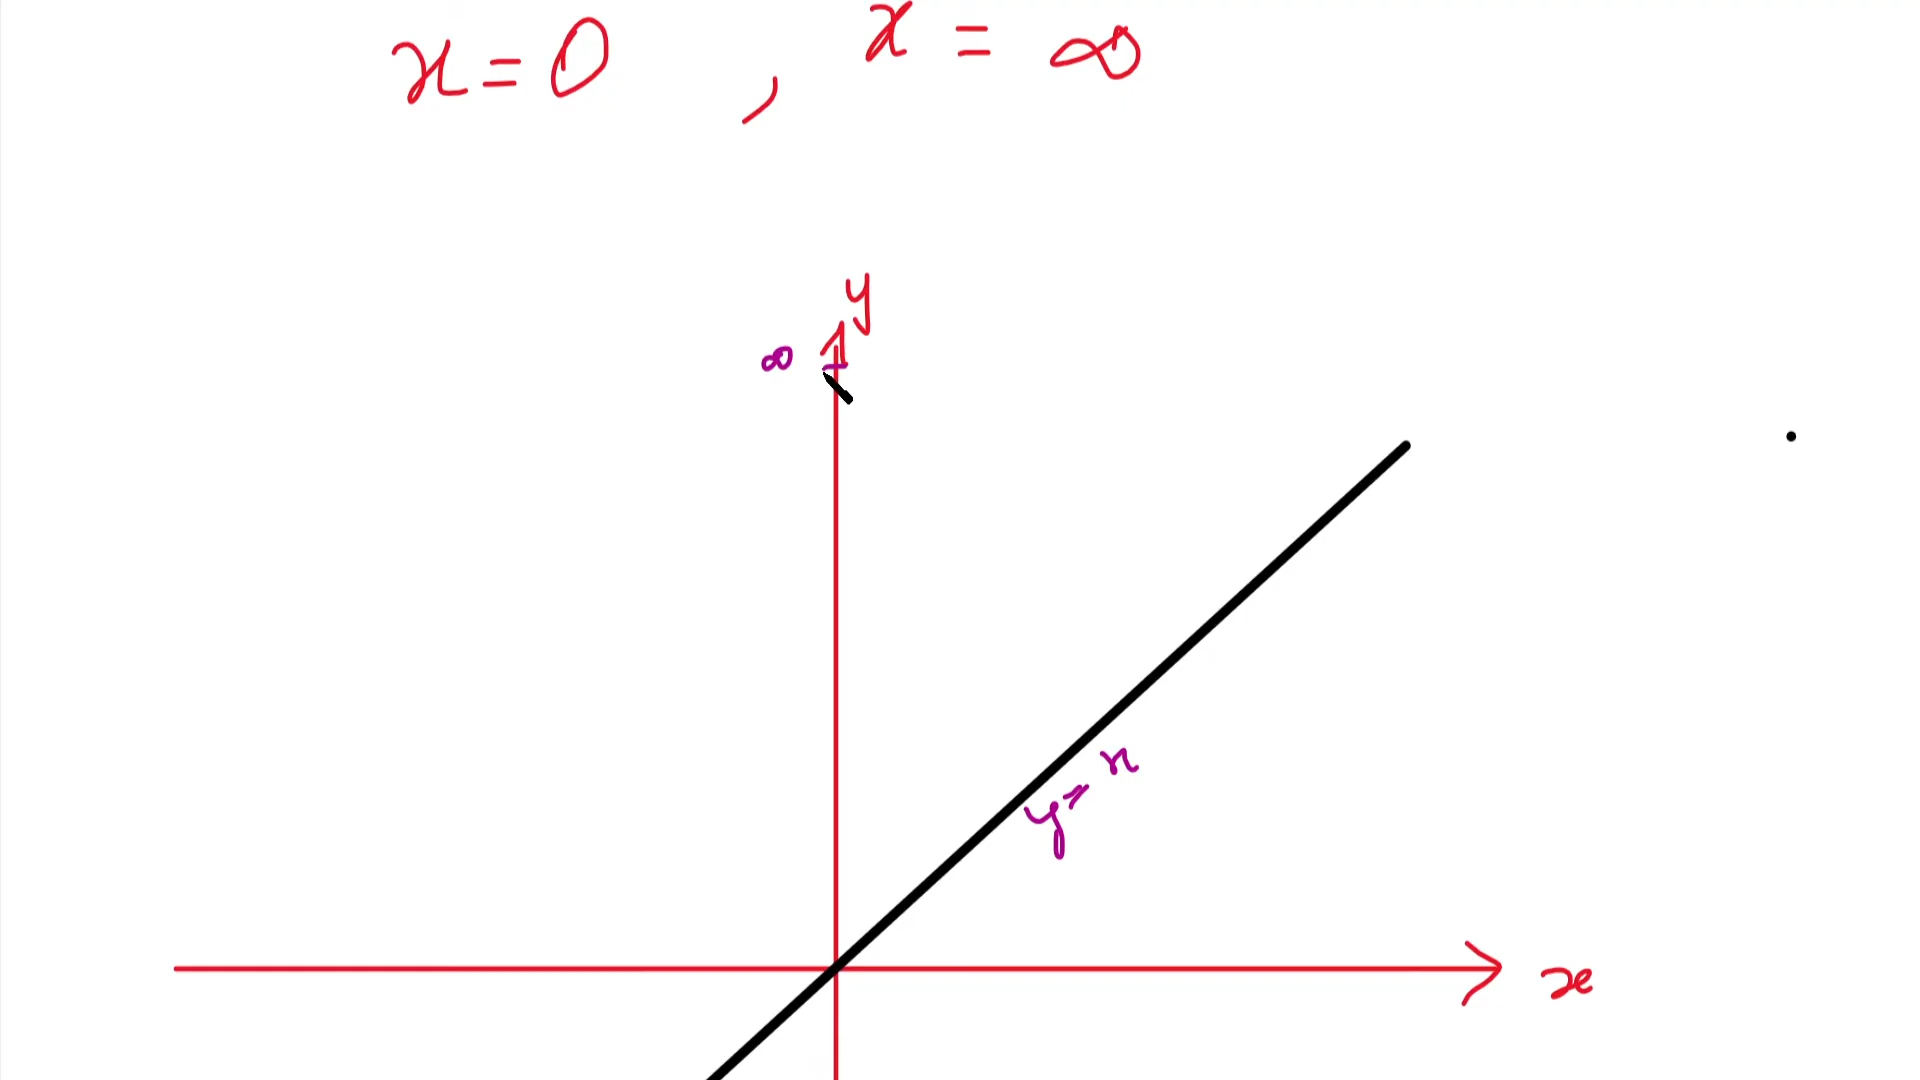 x = 0 , x = ∞
y
∞
y = x
x